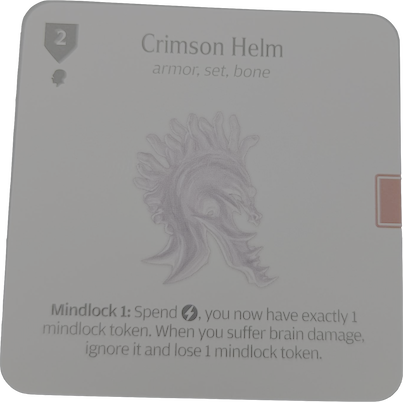 2
Crimson Helm
armor, set, bone
Mindlock 1: Spend , you now have exactly 1
mindlock token. When you suffer brain damage,
ignore it and lose 1 mindlock token.